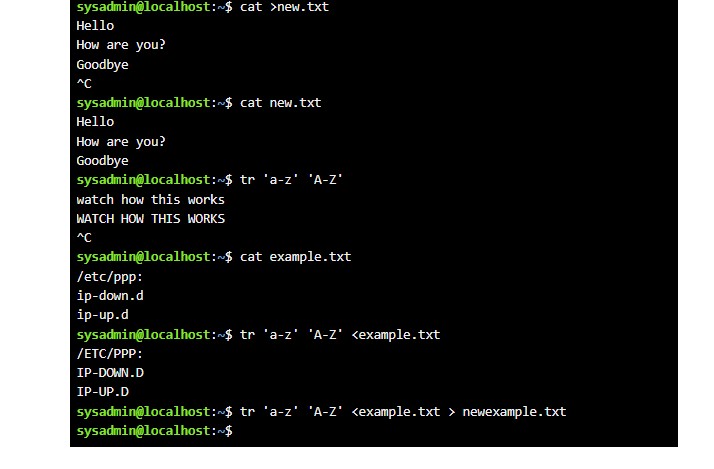 sysadmin@localhost:~$ cat >new.txt
Hello
How are you?
Goodbye
^C
sysadmin@localhost:~$ cat new.txt
Hello
How are you?
Goodbye
sysadmin@localhost:~$ tr 'a-z' 'A-Z'
watch how this works
WATCH HOW THIS WORKS
^C
sysadmin@localhost:~$ cat example.txt
/etc/ppp:
ip-down.d
ip-up.d
sysadmin@localhost:~$ tr 'a-z' 'A-Z' <example.txt
/ETC/PPP:
IP-DOWN.D
IP-UP.D
sysadmin@localhost:~$ tr 'a-z' 'A-Z' <example.txt > newexample.txt
sysadmin@localhost:~$